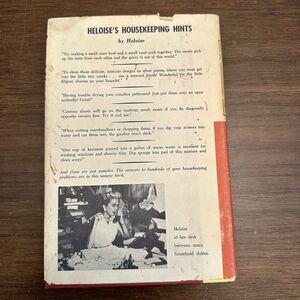 HELOISE'S HOUSEKEEPING HINTS
by Heloise
"Try making a small roast beef and a small roast pork together. The meats pick
up the taste from each other and the gravy is out of this world."
"To clean those delicate, intricate designs on silver pieces, where you must get
into the little tiny cracks . . . use a mascara brush! Wonderful for the little
filigree charms on your bracelet."
"Having trouble drying your crinoline petticoats? Just put them over an open
umbrella! Great!"
"Contour sheets will go on the mattress much easier if you fix diagonally
opposite corners first. Try it and see."
"When cutting marshmallows or chopping dates, if you dip your scissors into
water and cut them wet, the gooiest won't stick."
"One cup of kerosene poured into a gallon of warm water is excellent for
washing windows and shower tiles. Dip sponge into pail of this mixture and
clean away!"
And these are just samples. The answers to hundreds of your housekeeping
problems are in this unique book.
Heloise
at her desk
between many
household duties.